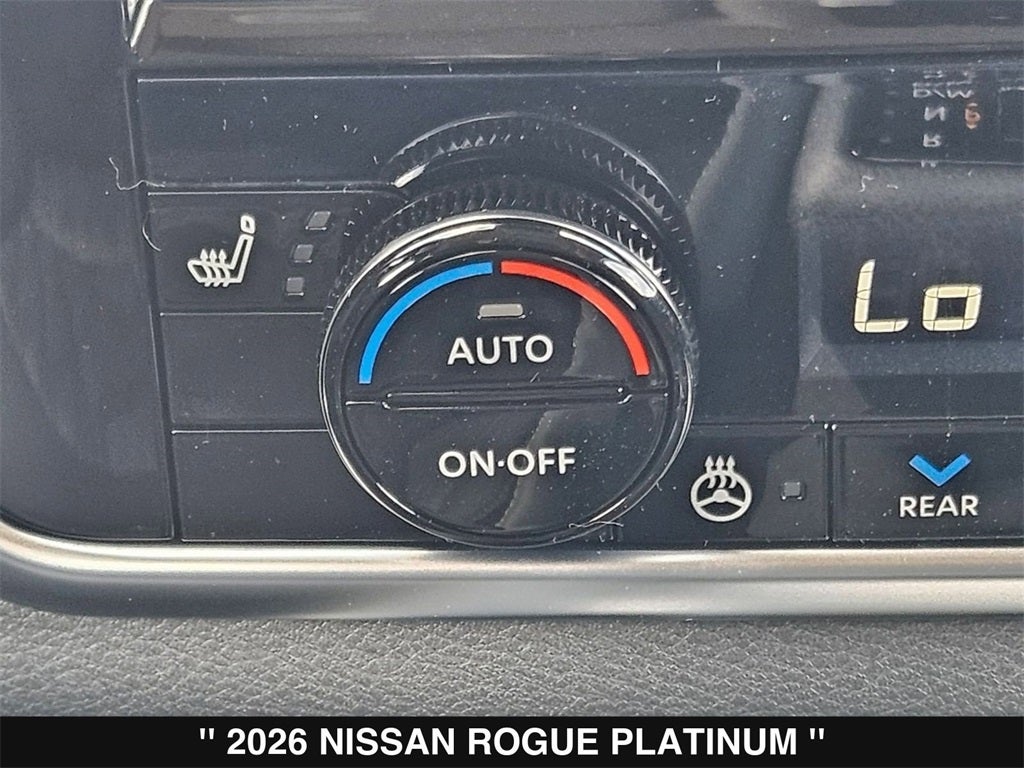 Lo
AUTO
ON·OFF
REAR
" 2026 NISSAN ROGUE PLATINUM "